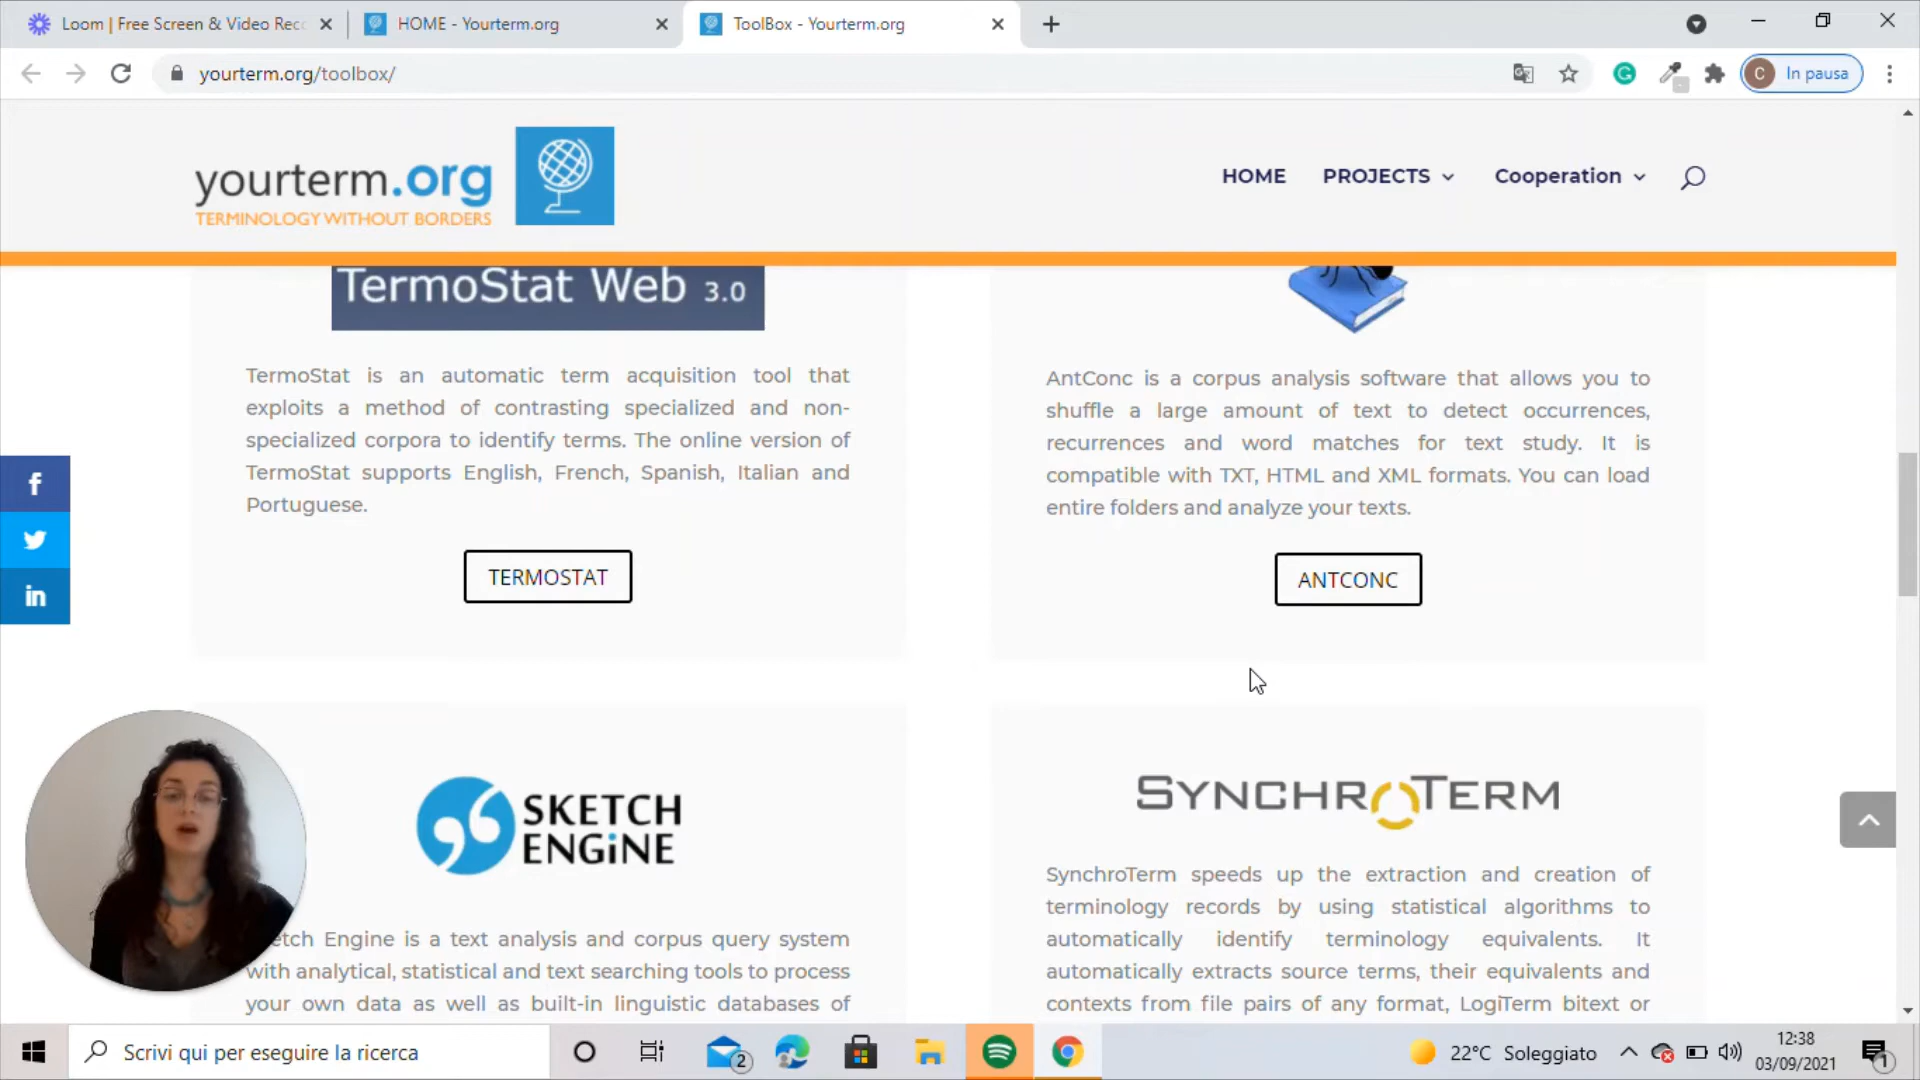 Loom | Free Screen & Video Rec
HOME - Yourterm.org
ToolBox - Yourterm.org
yourterm.org/toolbox/
C In pausa
yourterm.org
TERMINOLOGY WITHOUT BORDERS
HOME
PROJECTS
Cooperation
TermoStat Web 3.0
TermoStat is an automatic term acquisition tool that
exploits a method of contrasting specialized and non-
specialized corpora to identify terms. The online version of
TermoStat supports English, French, Spanish, Italian and
Portuguese.
TERMOSTAT
AntConc is a corpus analysis software that allows you to
shuffle a large amount of text to detect occurrences,
recurrences and word matches for text study. It is
compatible with TXT, HTML and XML formats. You can load
entire folders and analyze your texts.
ANTCONC
SKETCH
ENGiNE
etch Engine is a text analysis and corpus query system
with analytical, statistical and text searching tools to process
your own data as well as built-in linguistic databases of
SYNCHROTERM
SynchroTerm speeds up the extraction and creation of
terminology records by using statistical algorithms to
automatically identify terminology equivalents. It
automatically extracts source terms, their equivalents and
contexts from file pairs of any format, LogiTerm bitext or
Scrivi qui per eseguire la ricerca
2
22°C Soleggiato
12:38
03/09/2021
1